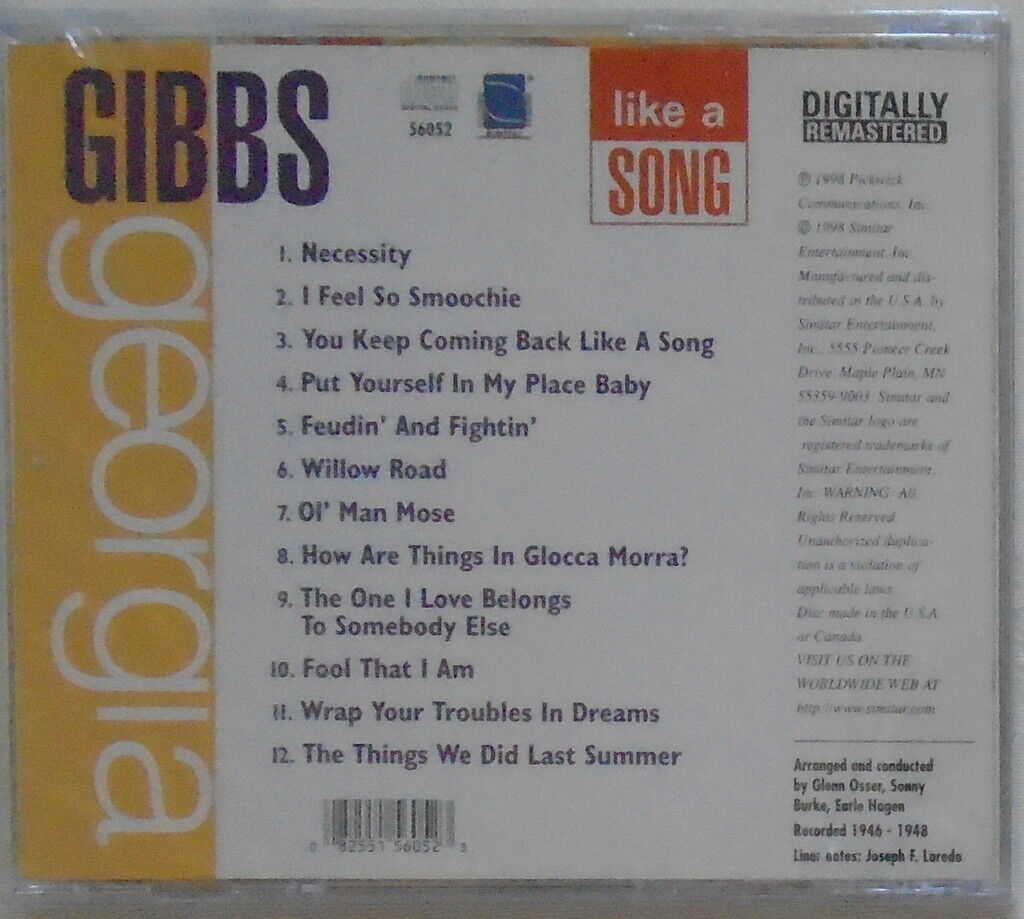 GIBBS
georgia
56052
like a
SONG
1. Necessity
2. I Feel So Smoochie
3. You Keep Coming Back Like A Song
4. Put Yourself In My Place Baby
5. Feudin' And Fightin'
6. Willow Road
7. Ol' Man Mose
8. How Are Things In Glocca Morra?
9. The One I Love Belongs
To Somebody Else
10. Fool That I Am
11. Wrap Your Troubles In Dreams
12. The Things We Did Last Summer
0 82551 56052 3
DIGITALLY
REMASTERED
℗ 1998 Pickwick
Communications, Inc.
© 1998 Simitar
Entertainment, Inc.
Manufactured and dis-
tributed in the U.S.A. by
Simitar Entertainment,
Inc., 5555 Pioneer Creek
Drive, Maple Plain, MN
55359-9003. Simitar and
the Simitar logo are
registered trademarks of
Simitar Entertainment,
Inc. WARNING: All
Rights Reserved.
Unauthorized duplica-
tion is a violation of
applicable laws.
Disc made in the U.S.A.
or Canada
VISIT US ON THE
WORLDWIDE WEB AT
http://www.simitar.com
Arranged and conducted
by Glenn Osser, Sonny
Burke, Earle Hagen
Recorded 1946 - 1948
Liner notes: Joseph F. Laredo